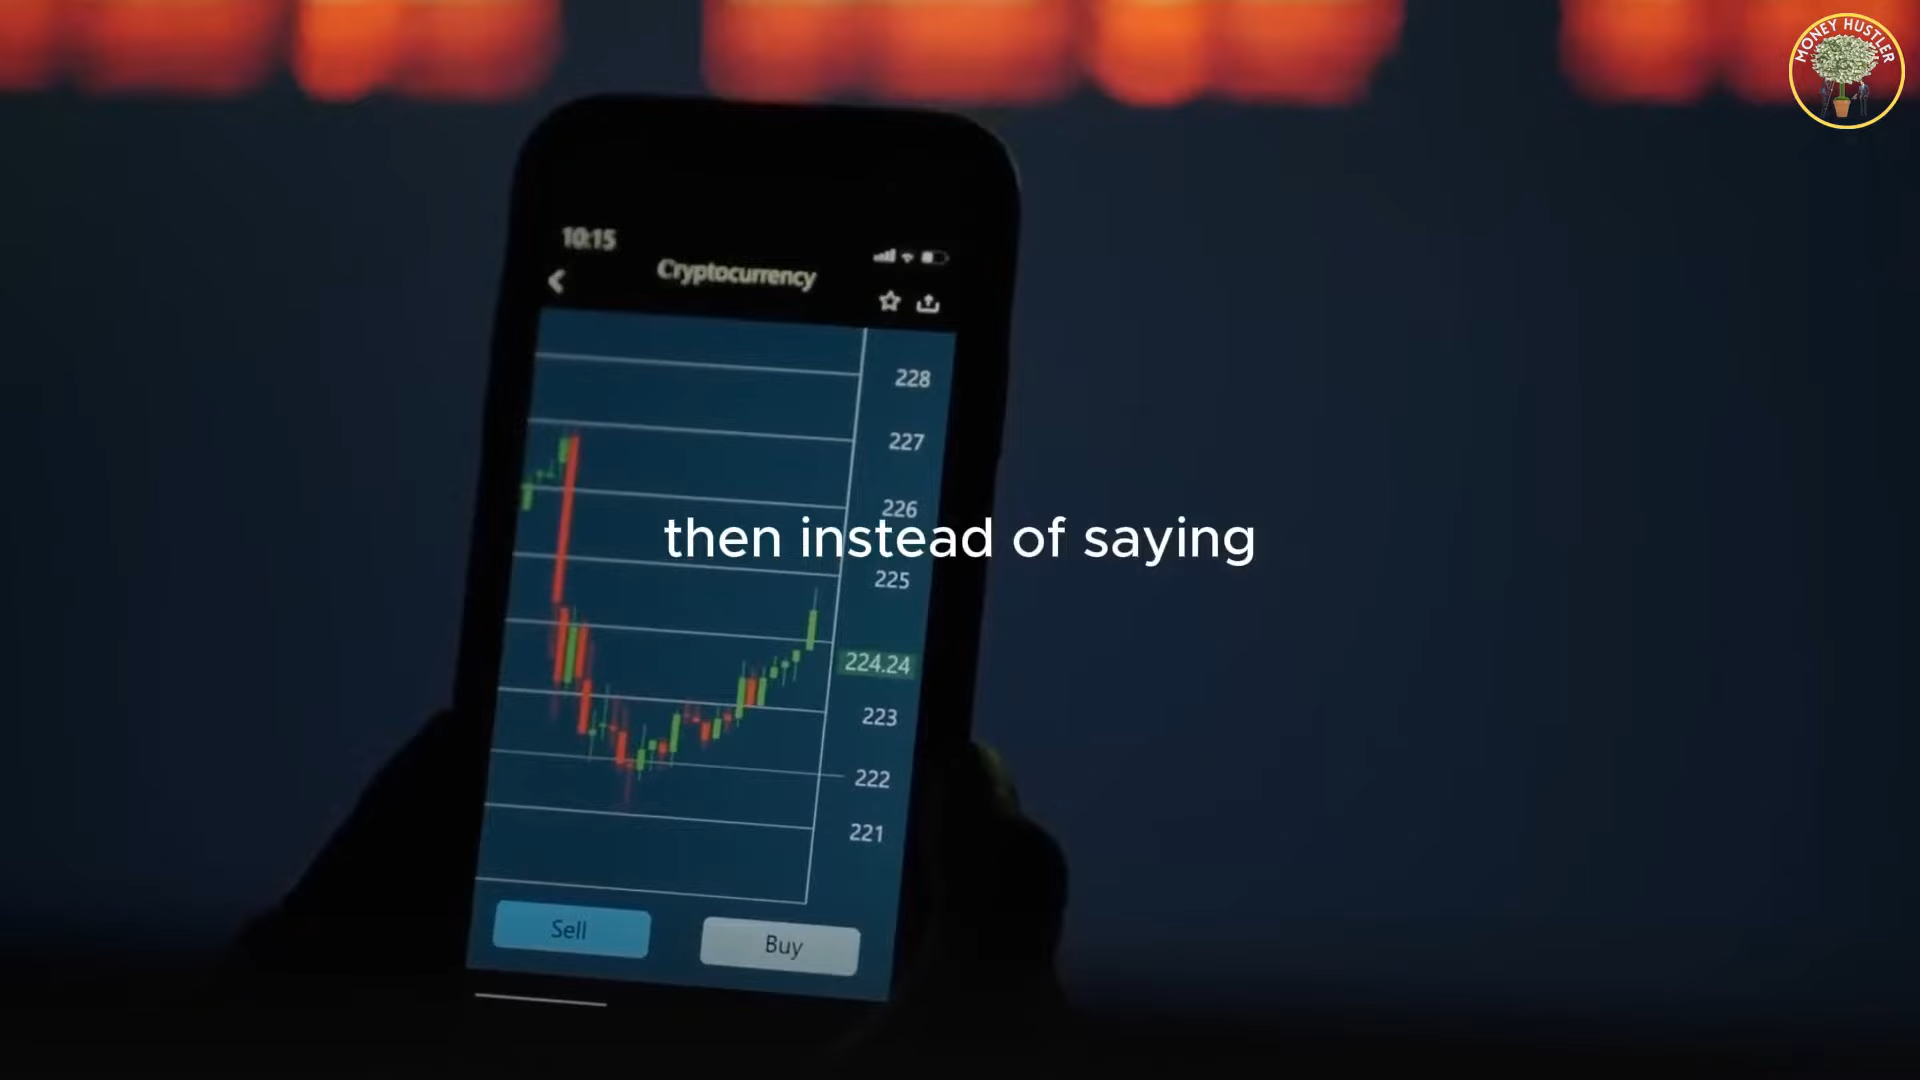 MONEY HUSTLER
10:15
Cryptocurrency
228
227
226
then instead of saying
225
224.24
223
222
221
Sell
Buy